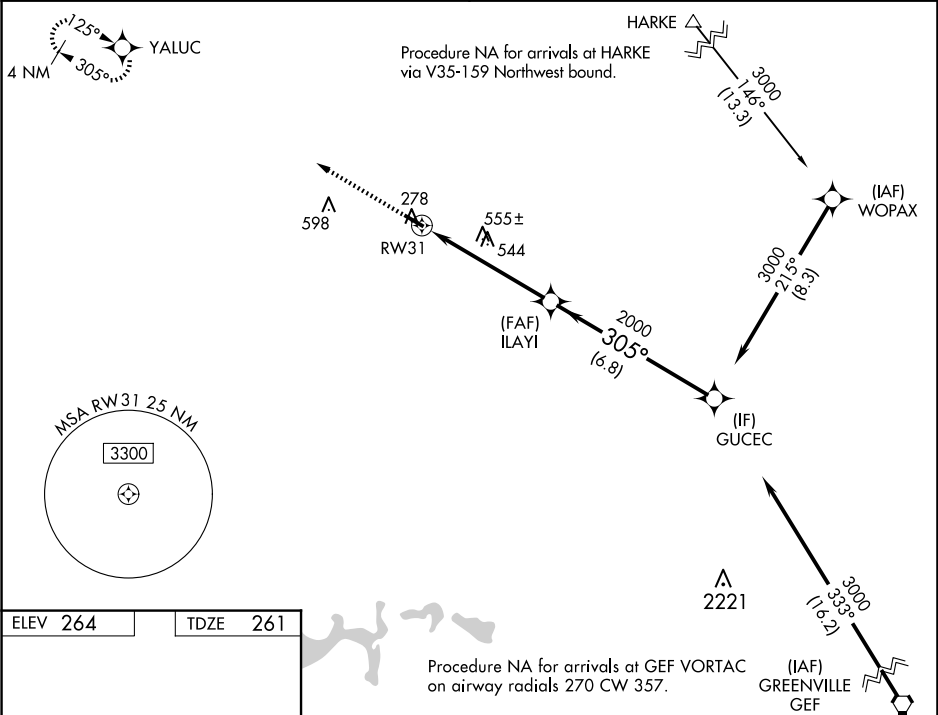 125°
YALUC
4 NM
305°
HARKE
Procedure NA for arrivals at HARKE
via V35-159 Northwest bound.
3000
146°
(13.3)
(IAF)
WOPAX
278
598
RW31
555±
544
3000
215°
(8.3)
(FAF)
ILAYI
2000
305°
(6.8)
(IF)
GUCEC
MSA RW31 25 NM
3300
2221
3000
333°
(16.2)
ELEV 264
TDZE 261
Procedure NA for arrivals at GEF VORTAC
on airway radials 270 CW 357.
(IAF)
GREENVILLE
GEF